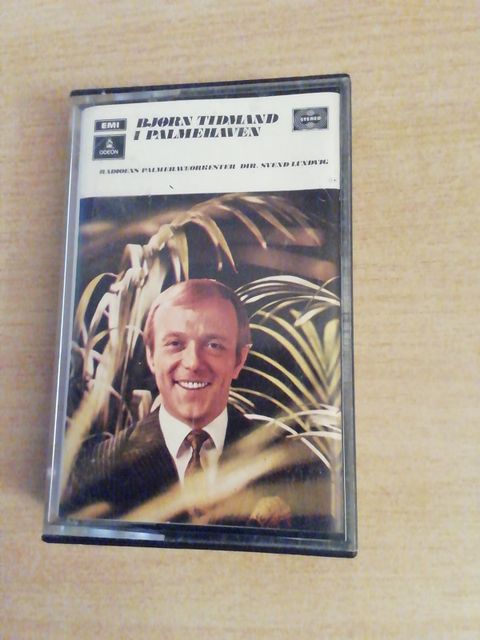 EMI
ODEON
BJØRN TIDMAND
I PALMEHAVEN
STEREO
RADIOENS PALMEHAVEORKESTER DIR. SVEND LUNDVIG